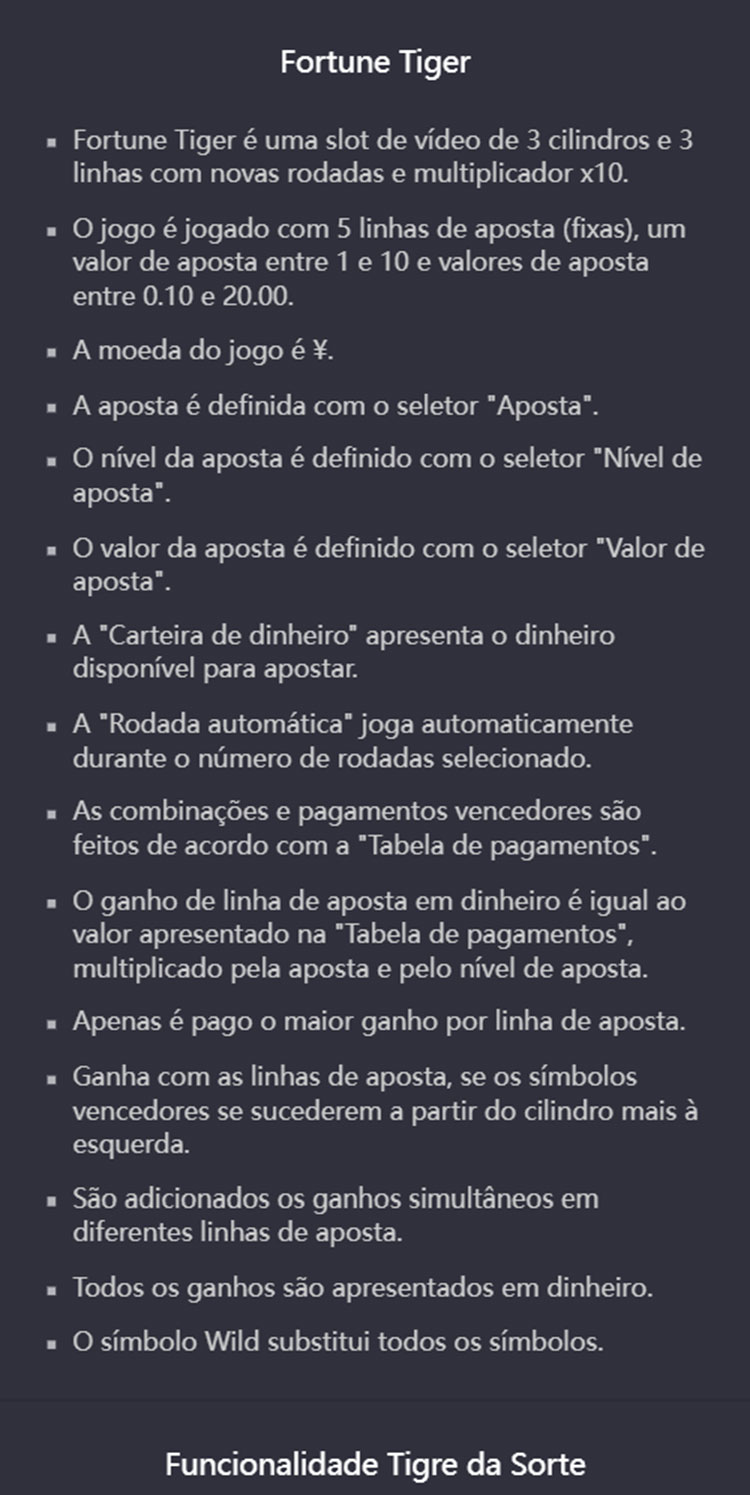 Fortune Tiger
▪ Fortune Tiger é uma slot de vídeo de 3 cilindros e 3
linhas com novas rodadas e multiplicador x10.
▪ O jogo é jogado com 5 linhas de aposta (fixas), um
valor de aposta entre 1 e 10 e valores de aposta
entre 0.10 e 20.00.
▪ A moeda do jogo é ¥.
▪ A aposta é definida com o seletor "Aposta".
▪ O nível da aposta é definido com o seletor "Nível de
aposta".
▪ O valor da aposta é definido com o seletor "Valor de
aposta".
▪ A "Carteira de dinheiro" apresenta o dinheiro
disponível para apostar.
▪ A "Rodada automática" joga automaticamente
durante o número de rodadas selecionado.
▪ As combinações e pagamentos vencedores são
feitos de acordo com a "Tabela de pagamentos".
▪ O ganho de linha de aposta em dinheiro é igual ao
valor apresentado na "Tabela de pagamentos",
multiplicado pela aposta e pelo nível de aposta.
▪ Apenas é pago o maior ganho por linha de aposta.
▪ Ganha com as linhas de aposta, se os símbolos
vencedores se sucederem a partir do cilindro mais à
esquerda.
▪ São adicionados os ganhos simultâneos em
diferentes linhas de aposta.
▪ Todos os ganhos são apresentados em dinheiro.
▪ O símbolo Wild substitui todos os símbolos.
Funcionalidade Tigre da Sorte